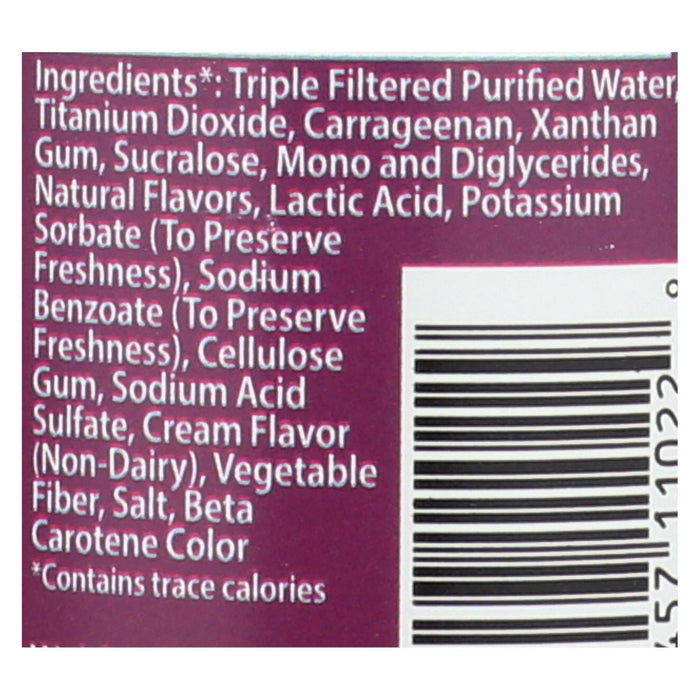 Ingredients*: Triple Filtered Purified Water,
Titanium Dioxide, Carrageenan, Xanthan
Gum, Sucralose, Mono and Diglycerides,
Natural Flavors, Lactic Acid, Potassium
Sorbate (To Preserve
Freshness), Sodium
Benzoate (To Preserve
Freshness), Cellulose
Gum, Sodium Acid
Sulfate, Cream Flavor
(Non-Dairy), Vegetable
Fiber, Salt, Beta
Carotene Color
*Contains trace calories
457 11022